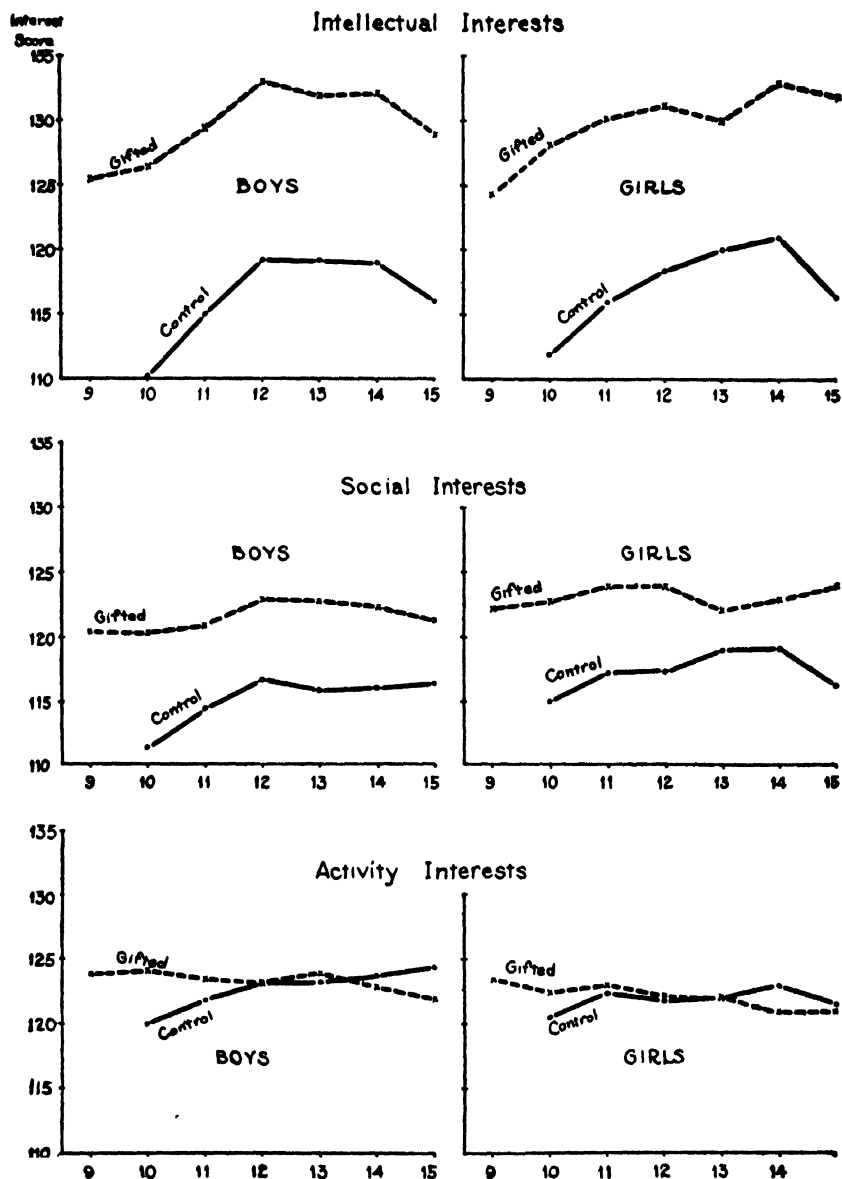 Interest
Score
Intellectual Interests
135
130
125
120
115
110
Gifted
BOYS
Control
9 10 11 12 13 14 15
Gifted
GIRLS
Control
9 10 11 12 13 14 15
Social Interests
135
130
125
120
115
110
BOYS
Gifted
Control
9 10 11 12 13 14 15
GIRLS
Gifted
Control
9 10 11 12 13 14 15
Activity Interests
135
130
125
120
115
110
Gifted
Control
BOYS
9 10 11 12 13 14 15
Gifted
Control
GIRLS
9 10 11 12 13 14 15